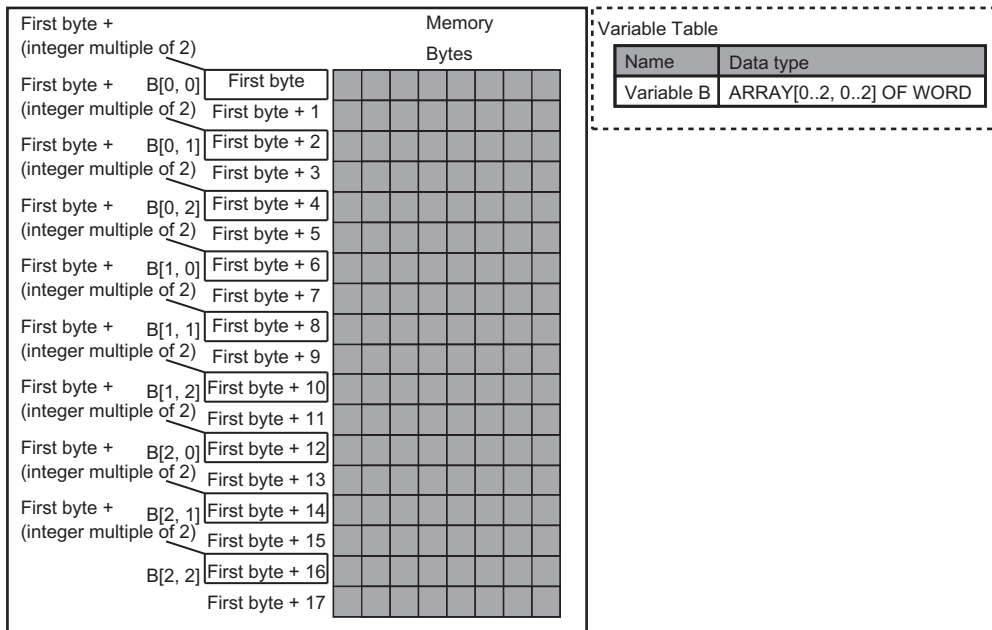 Memory
Bytes
First byte +
(integer multiple of 2)
First byte +
(integer multiple of 2)
B[0, 0]
First byte
First byte + 1
First byte +
(integer multiple of 2)
B[0, 1]
First byte + 2
First byte + 3
First byte +
(integer multiple of 2)
B[0, 2]
First byte + 4
First byte + 5
First byte +
(integer multiple of 2)
B[1, 0]
First byte + 6
First byte + 7
First byte +
(integer multiple of 2)
B[1, 1]
First byte + 8
First byte + 9
First byte +
(integer multiple of 2)
B[1, 2]
First byte + 10
First byte + 11
First byte +
(integer multiple of 2)
B[2, 0]
First byte + 12
First byte + 13
First byte +
(integer multiple of 2)
B[2, 1]
First byte + 14
First byte + 15
B[2, 2]
First byte + 16
First byte + 17
Variable Table
Name Data type
Variable B ARRAY[0..2, 0..2] OF WORD